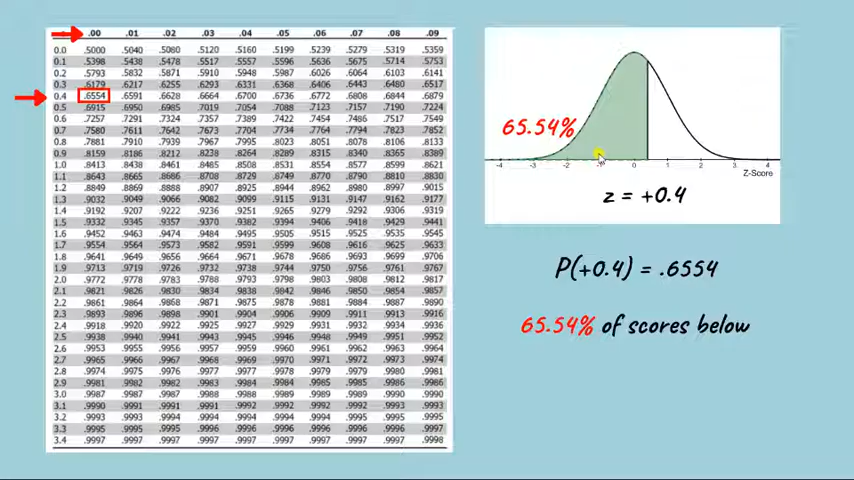 .00 .01 .02 .03 .04 .05 .06 .07 .08 .09
0.0 .5000 .5040 .5080 .5120 .5160 .5199 .5239 .5279 .5319 .5359
0.1 .5398 .5438 .5478 .5517 .5557 .5596 .5636 .5675 .5714 .5753
0.2 .5793 .5832 .5871 .5910 .5948 .5987 .6026 .6064 .6103 .6141
0.3 .6179 .6217 .6255 .6293 .6331 .6368 .6406 .6443 .6480 .6517
0.4 .6554 .6591 .6628 .6664 .6700 .6736 .6772 .6808 .6844 .6879
0.5 .6915 .6950 .6985 .7019 .7054 .7088 .7123 .7157 .7190 .7224
0.6 .7257 .7291 .7324 .7357 .7389 .7422 .7454 .7486 .7517 .7549
0.7 .7580 .7611 .7642 .7673 .7704 .7734 .7764 .7794 .7823 .7852
0.8 .7881 .7910 .7939 .7967 .7995 .8023 .8051 .8078 .8106 .8133
0.9 .8159 .8186 .8212 .8238 .8264 .8289 .8315 .8340 .8365 .8389
1.0 .8413 .8438 .8461 .8485 .8508 .8531 .8554 .8577 .8599 .8621
1.1 .8643 .8665 .8686 .8708 .8729 .8749 .8770 .8790 .8810 .8830
1.2 .8849 .8869 .8888 .8907 .8925 .8944 .8962 .8980 .8997 .9015
1.3 .9032 .9049 .9066 .9082 .9099 .9115 .9131 .9147 .9162 .9177
1.4 .9192 .9207 .9222 .9236 .9251 .9265 .9279 .9292 .9306 .9319
1.5 .9332 .9345 .9357 .9370 .9382 .9394 .9406 .9418 .9429 .9441
1.6 .9452 .9463 .9474 .9484 .9495 .9505 .9515 .9525 .9535 .9545
1.7 .9554 .9564 .9573 .9582 .9591 .9599 .9608 .9616 .9625 .9633
1.8 .9641 .9649 .9656 .9664 .9671 .9678 .9686 .9693 .9699 .9706
1.9 .9713 .9719 .9726 .9732 .9738 .9744 .9750 .9756 .9761 .9767
2.0 .9772 .9778 .9783 .9788 .9793 .9798 .9803 .9808 .9812 .9817
2.1 .9821 .9826 .9830 .9834 .9838 .9842 .9846 .9850 .9854 .9857
2.2 .9861 .9864 .9868 .9871 .9875 .9878 .9881 .9884 .9887 .9890
2.3 .9893 .9896 .9898 .9901 .9904 .9906 .9909 .9911 .9913 .9916
2.4 .9918 .9920 .9922 .9925 .9927 .9929 .9931 .9932 .9934 .9936
2.5 .9938 .9940 .9941 .9943 .9945 .9946 .9948 .9949 .9951 .9952
2.6 .9953 .9955 .9956 .9957 .9959 .9960 .9961 .9962 .9963 .9964
2.7 .9965 .9966 .9967 .9968 .9969 .9970 .9971 .9972 .9973 .9974
2.8 .9974 .9975 .9976 .9977 .9977 .9978 .9979 .9979 .9980 .9981
2.9 .9981 .9982 .9982 .9983 .9984 .9984 .9985 .9985 .9986 .9986
3.0 .9987 .9987 .9987 .9988 .9988 .9989 .9989 .9989 .9990 .9990
3.1 .9990 .9991 .9991 .9991 .9992 .9992 .9992 .9992 .9993 .9993
3.2 .9993 .9993 .9994 .9994 .9994 .9994 .9994 .9995 .9995 .9995
3.3 .9995 .9995 .9995 .9996 .9996 .9996 .9996 .9996 .9996 .9997
3.4 .9997 .9997 .9997 .9997 .9997 .9997 .9997 .9997 .9997 .9998
65.54%
-4 -3 -2 -1 0 1 2 3 4
Z-Score
z = +0.4
P(+0.4) = .6554
65.54% of scores below